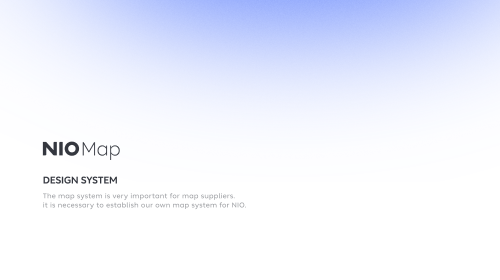 NIO Map
DESIGN SYSTEM
The map system is very important for map suppliers.
it is necessary to establish our own map system for NIO.